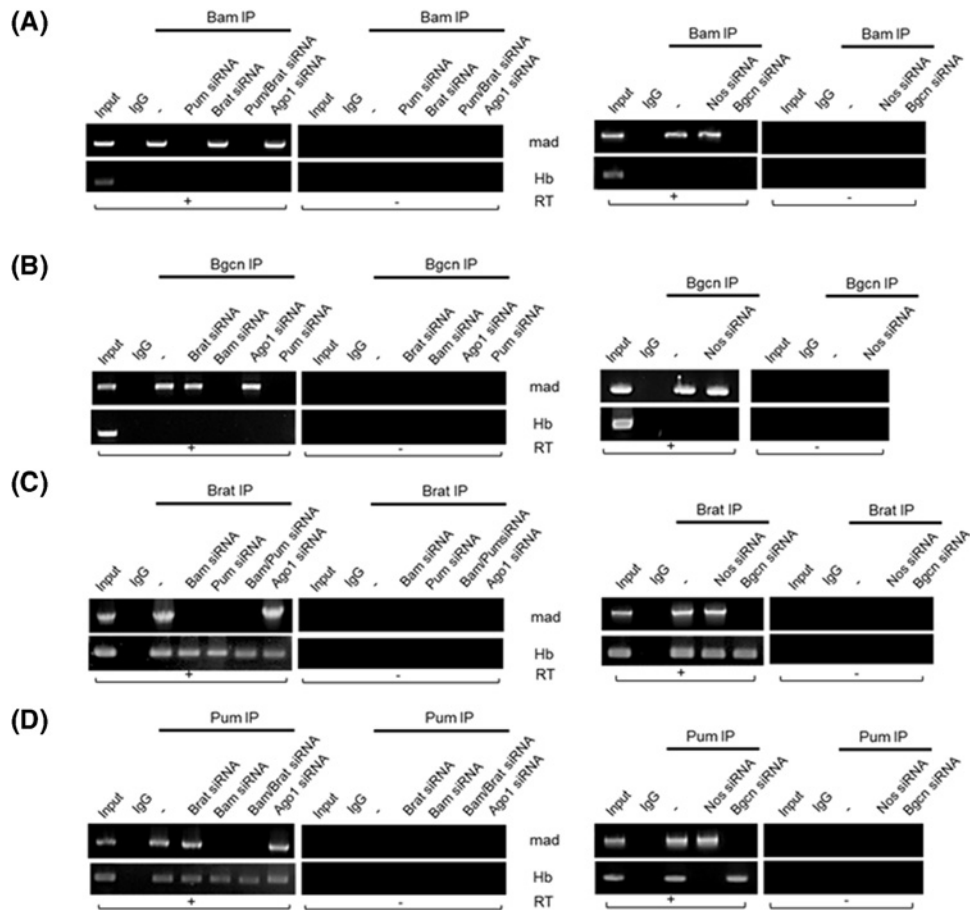 (A)
Bam IP Bam IP Bam IP Bam IP
Input IgG - Pum siRNA Brat siRNA Pum/Brat siRNA Ago1 siRNA Input IgG - Pum siRNA Brat siRNA Pum/Brat siRNA Ago1 siRNA Input IgG - Nos siRNA Bgcn siRNA Input IgG - Nos siRNA Bgcn siRNA
mad
Hb
+ - RT + -
(B)
Bgcn IP Bgcn IP Bgcn IP Bgcn IP
Input IgG - Brat siRNA Bam siRNA Ago1 siRNA Pum siRNA Input IgG - Brat siRNA Bam siRNA Ago1 siRNA Pum siRNA Input IgG - Nos siRNA Input IgG - Nos siRNA
mad
Hb
+ - RT + -
(C)
Brat IP Brat IP Brat IP Brat IP
Input IgG - Bam siRNA Pum siRNA Bam/Pum siRNA Ago1 siRNA Input IgG - Bam siRNA Pum siRNA Bam/PumsiRNA Ago1 siRNA Input IgG - Nos siRNA Bgcn siRNA Input IgG - Nos siRNA Bgcn siRNA
mad
Hb
+ - RT + -
(D)
Pum IP Pum IP Pum IP Pum IP
Input IgG - Brat siRNA Bam siRNA Bam/Brat siRNA Ago1 siRNA Input IgG - Brat siRNA Bam siRNA Bam/Brat siRNA Ago1 siRNA Input IgG - Nos siRNA Bgcn siRNA Input IgG - Nos siRNA Bgcn siRNA
mad
Hb
+ - RT + -